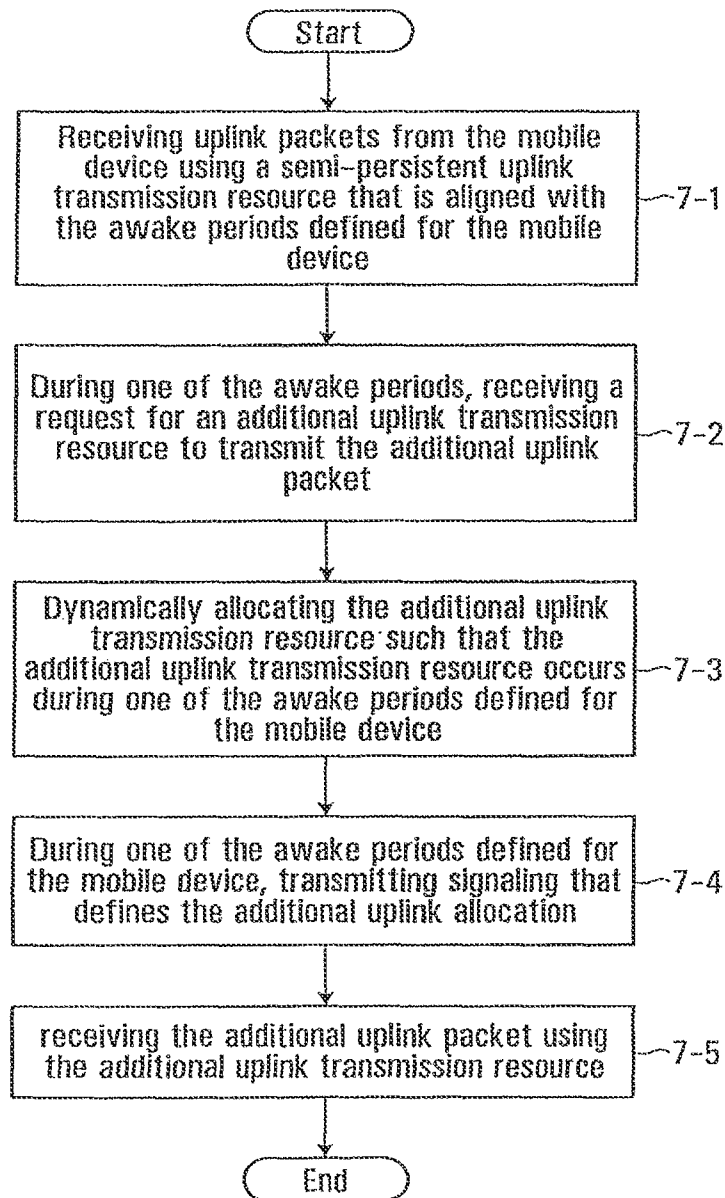 Start
Receiving uplink packets from the mobile
device using a semi-persistent uplink
transmission resource that is aligned with
the awake periods defined for the mobile
device
7-1
During one of the awake periods, receiving a
request for an additional uplink transmission
resource to transmit the additional uplink
packet
7-2
Dynamically allocating the additional uplink
transmission resource such that the
additional uplink transmission resource occurs
during one of the awake periods defined for
the mobile device
7-3
During one of the awake periods defined for
the mobile device, transmitting signaling that
defines the additional uplink allocation
7-4
receiving the additional uplink packet using
the additional uplink transmission resource
7-5
End